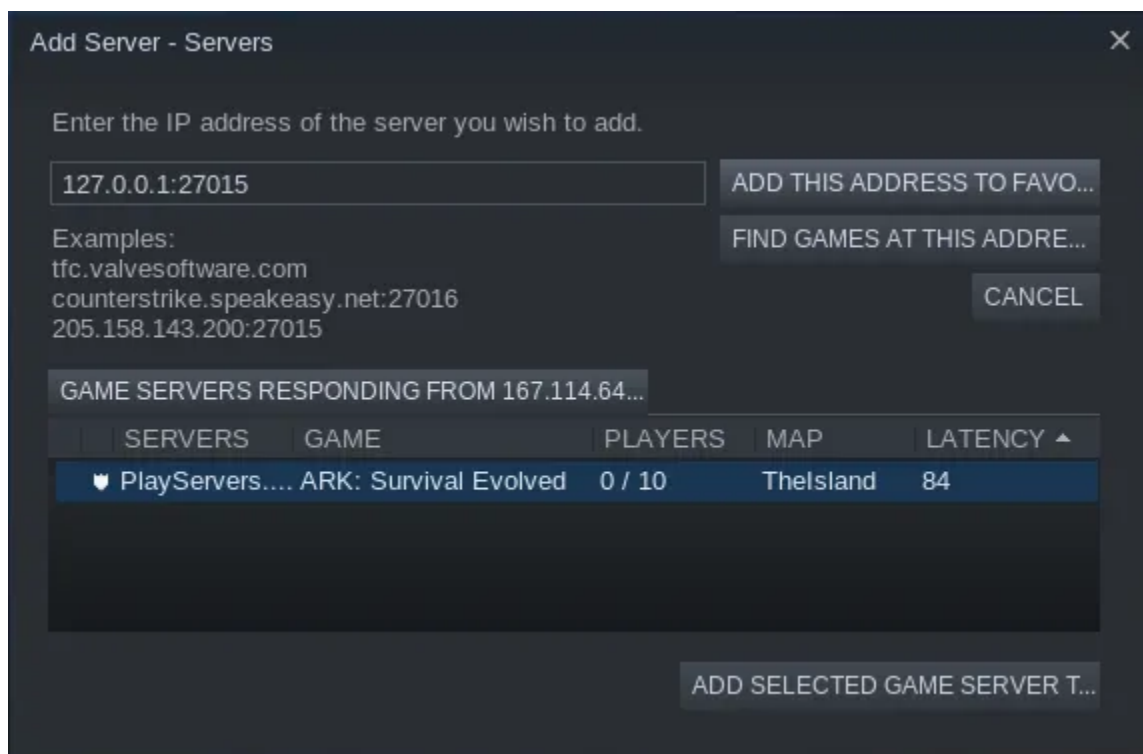 Add Server - Servers
Enter the IP address of the server you wish to add.
127.0.0.1:27015
ADD THIS ADDRESS TO FAVO...
Examples:
FIND GAMES AT THIS ADDRE...
tfc.valvesoftware.com
counterstrike.speakeasy.net:27016
CANCEL
205.158.143.200:27015
GAME SERVERS RESPONDING FROM 167.114.64...
SERVERS GAME PLAYERS MAP LATENCY
PlayServers.... ARK: Survival Evolved 0 / 10 TheIsland 84
ADD SELECTED GAME SERVER T...